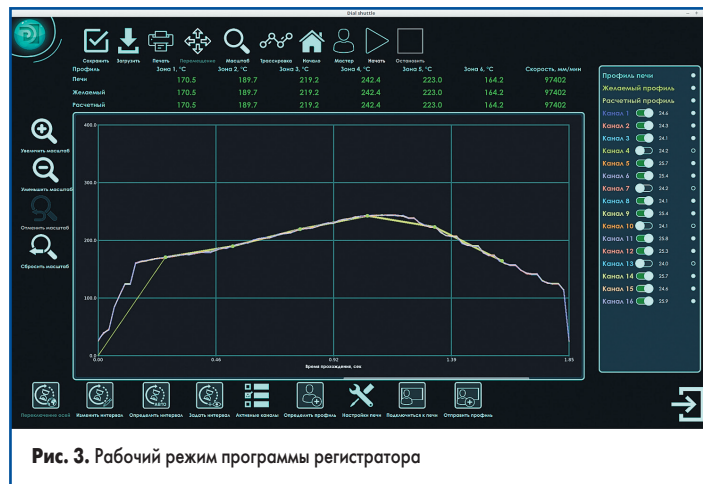 Dial shuttle
Сохранить Загрузить Печать Перемещение Масштаб Трассировка Начало Мастер Начать Остановить
Профиль Зона 1, °C Зона 2, °C Зона 3, °C Зона 4, °C Зона 5, °C Зона 6, °C Скорость, мм/мин
Печи 170.5 189.7 219.2 242.4 223.0 164.2 97402
Желаемый 170.5 189.7 219.2 242.4 223.0 164.2 97402
Расчетный 170.5 189.7 219.2 242.4 223.0 164.2 97402
Увеличить масштаб
Уменьшить масштаб
Отменить масштаб
Сбросить масштаб
400.0
300.0
200.0
100.0
0.0
0.00 0.46 0.92 1.39 1.85
Время прохождения, сек
Профиль печи
Желаемый профиль
Расчетный профиль
Канал 1 24.6
Канал 2 24.3
Канал 3 24.1
Канал 4 24.2
Канал 5 25.7
Канал 6 25.4
Канал 7 24.2
Канал 8 24.1
Канал 9 25.4
Канал 10 24.1
Канал 11 25.8
Канал 12 25.3
Канал 13 24.0
Канал 14 25.7
Канал 15 24.6
Канал 16 25.9
Переключение осей Изменить интервал Определить интервал Задать интервал Активные каналы Определить профиль Настройки печи Подключиться к печи Отправить профиль
Рис. 3. Рабочий режим программы регистратора